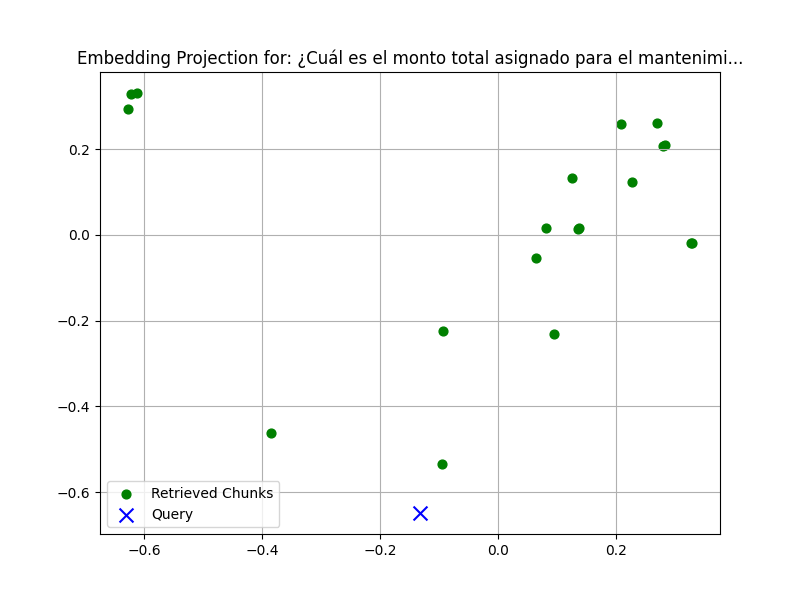 Embedding Projection for: ¿Cuál es el monto total asignado para el mantenimi...
0.2
0.0
−0.2
−0.4
−0.6
Retrieved Chunks
Query
−0.6 −0.4 −0.2 0.0 0.2